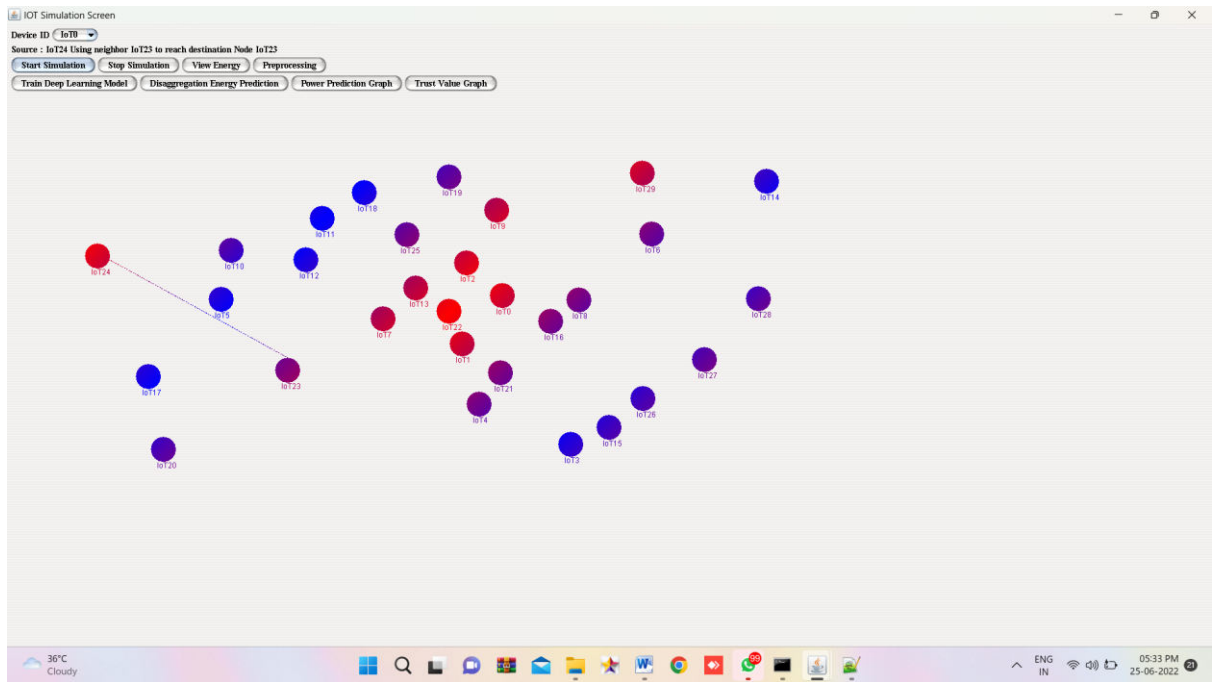 IOT Simulation Screen
Device ID IoT0
Source : IoT24 Using neighbor IoT23 to reach destination Node IoT23
Start Simulation Stop Simulation View Energy Preprocessing
Train Deep Learning Model Disaggregation Energy Prediction Power Prediction Graph Trust Value Graph
IoT19
IoT29
IoT14
IoT18
IoT9
IoT11
IoT25
IoT6
IoT24
IoT10
IoT12
IoT2
IoT13
IoT0
IoT5
IoT8
IoT28
IoT22
IoT7
IoT16
IoT1
IoT23
IoT21
IoT27
IoT17
IoT4
IoT26
IoT15
IoT3
IoT20
36°C
Cloudy
99
W
ENG
IN
05:33 PM
25-06-2022
21